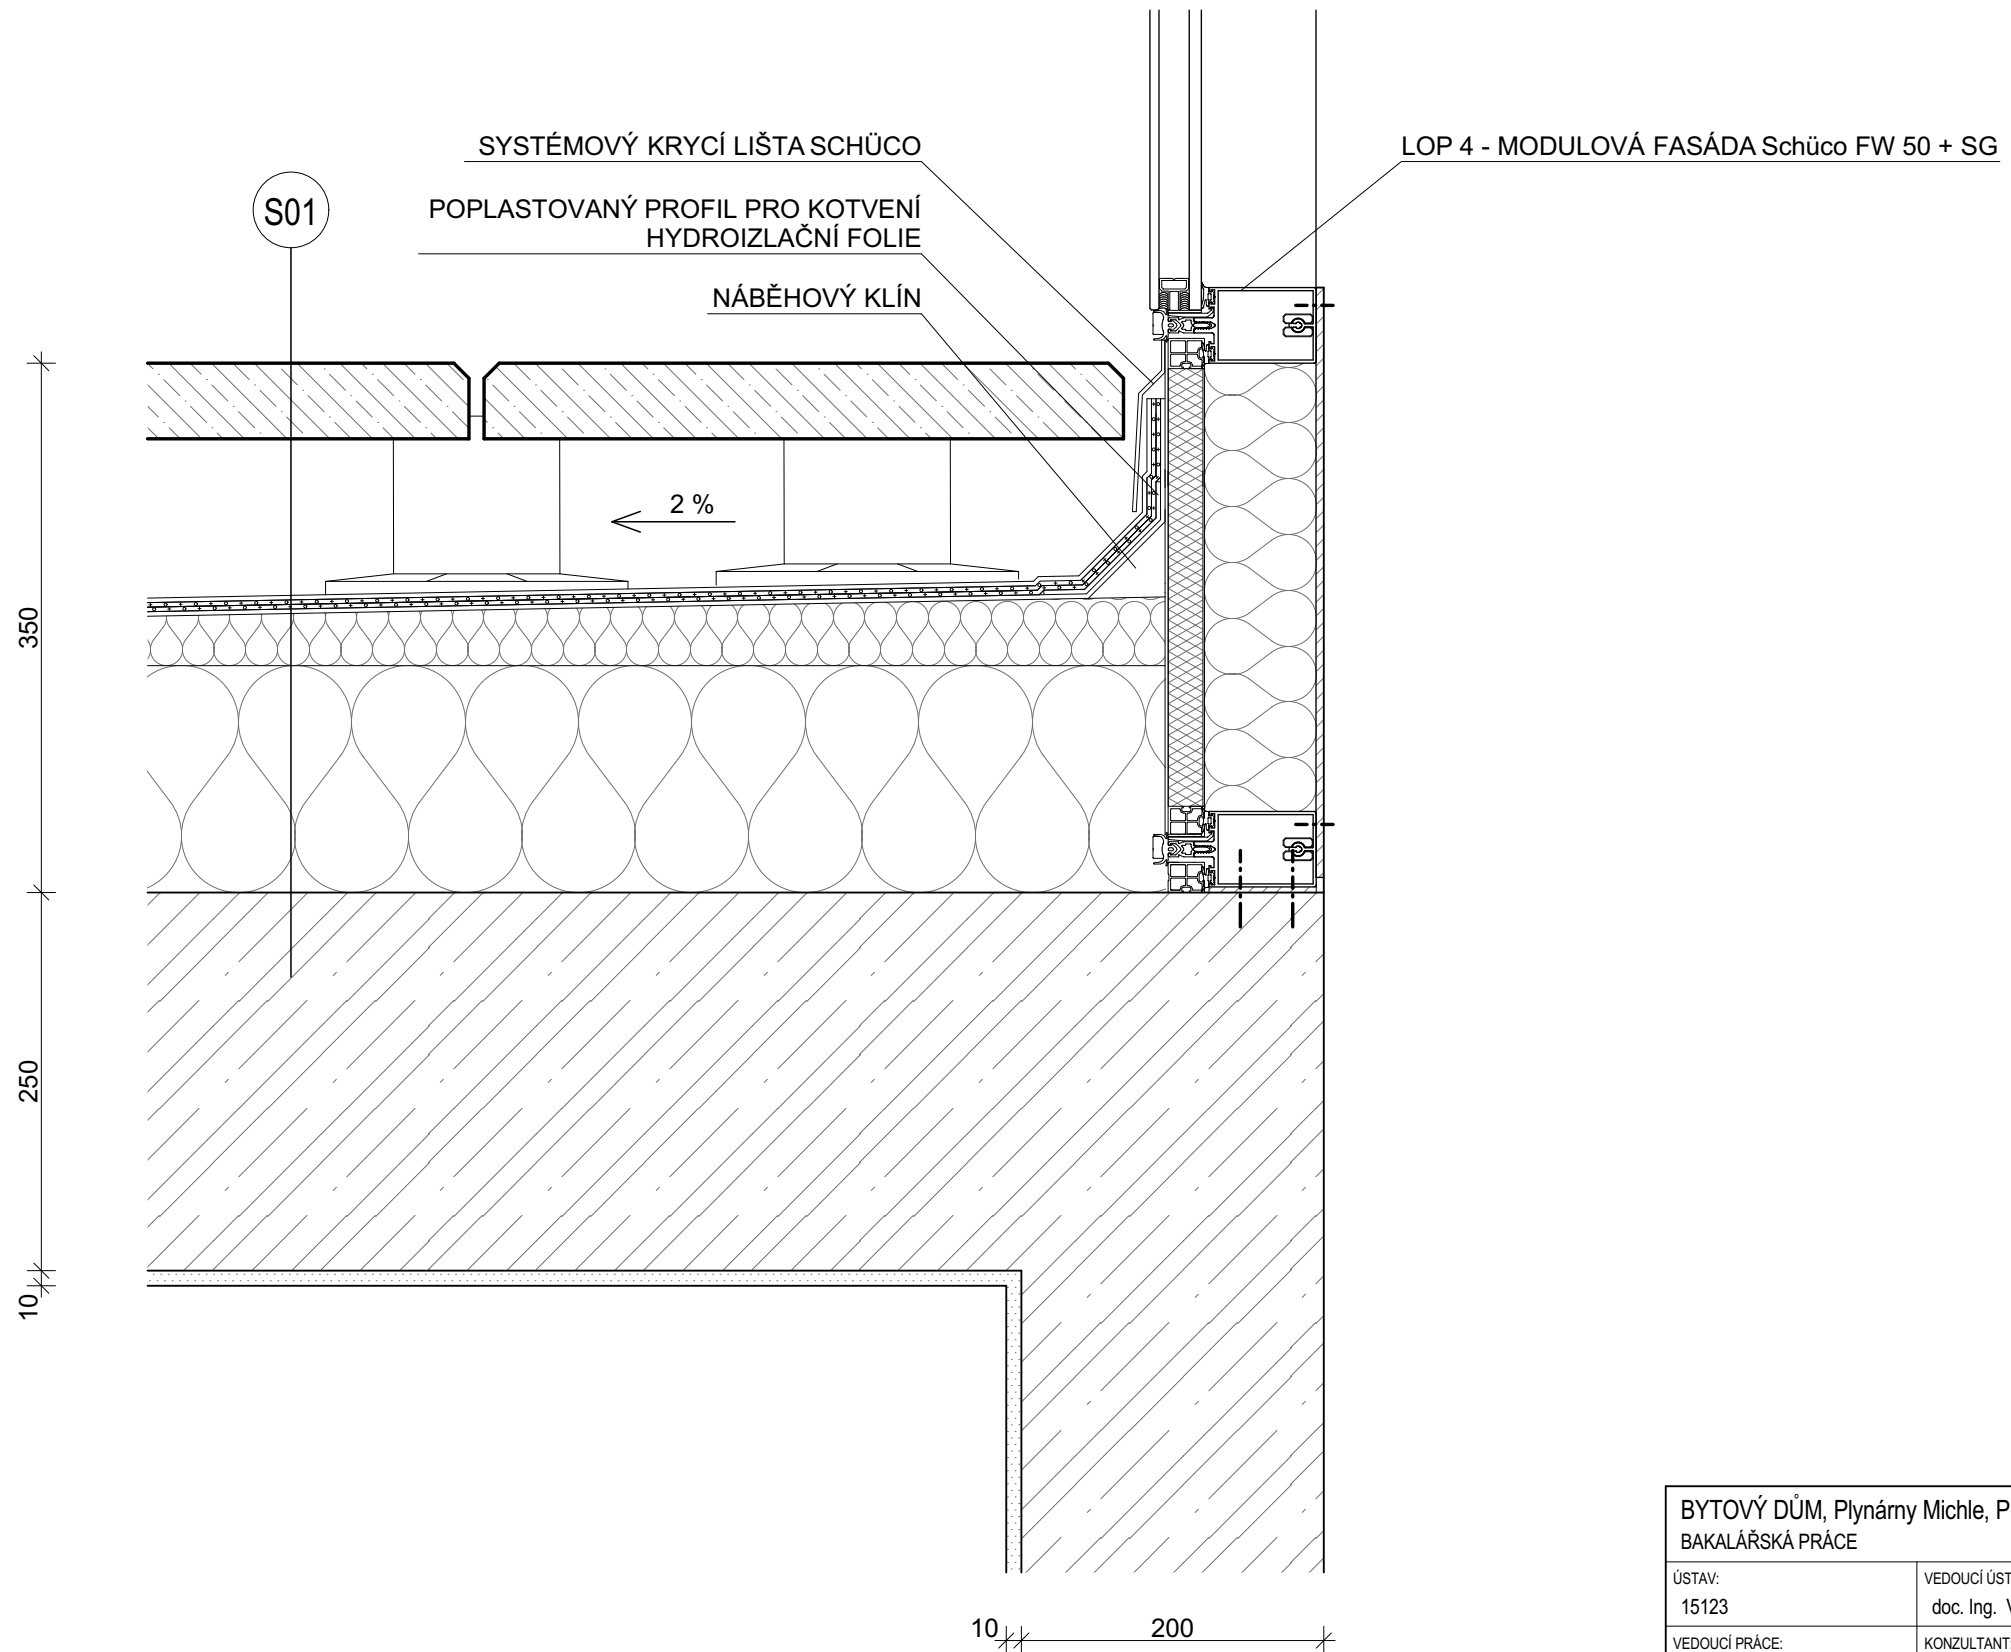 SYSTÉMOVÝ KRYCÍ LIŠTA SCHÜCO
LOP 4 - MODULOVÁ FASÁDA Schüco FW 50 + SG
S01
POPLASTOVANÝ PROFIL PRO KOTVENÍ
HYDROIZLAČNÍ FOLIE
NÁBĚHOVÝ KLÍN
2 %
350
250
10
10
200
BYTOVÝ DŮM, Plynárny Michle, P
BAKALÁŘSKÁ PRÁCE
ÚSTAV:
15123
VEDOUCÍ ÚST
doc. Ing. V
VEDOUCÍ PRÁCE:
KONZULTANT